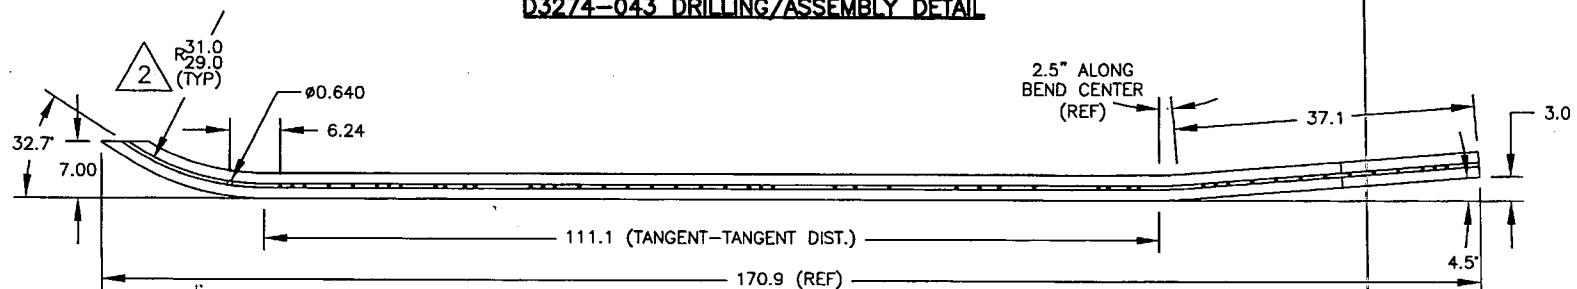 D3274-043 DRILLING/ASSEMBLY DETAIL
2
R31.0
29.0
(TYP)
ø0.640
6.24
32.7°
7.00
2.5" ALONG
BEND CENTER
(REF)
37.1
3.0
111.1 (TANGENT-TANGENT DIST.)
4.5°
170.9 (REF)